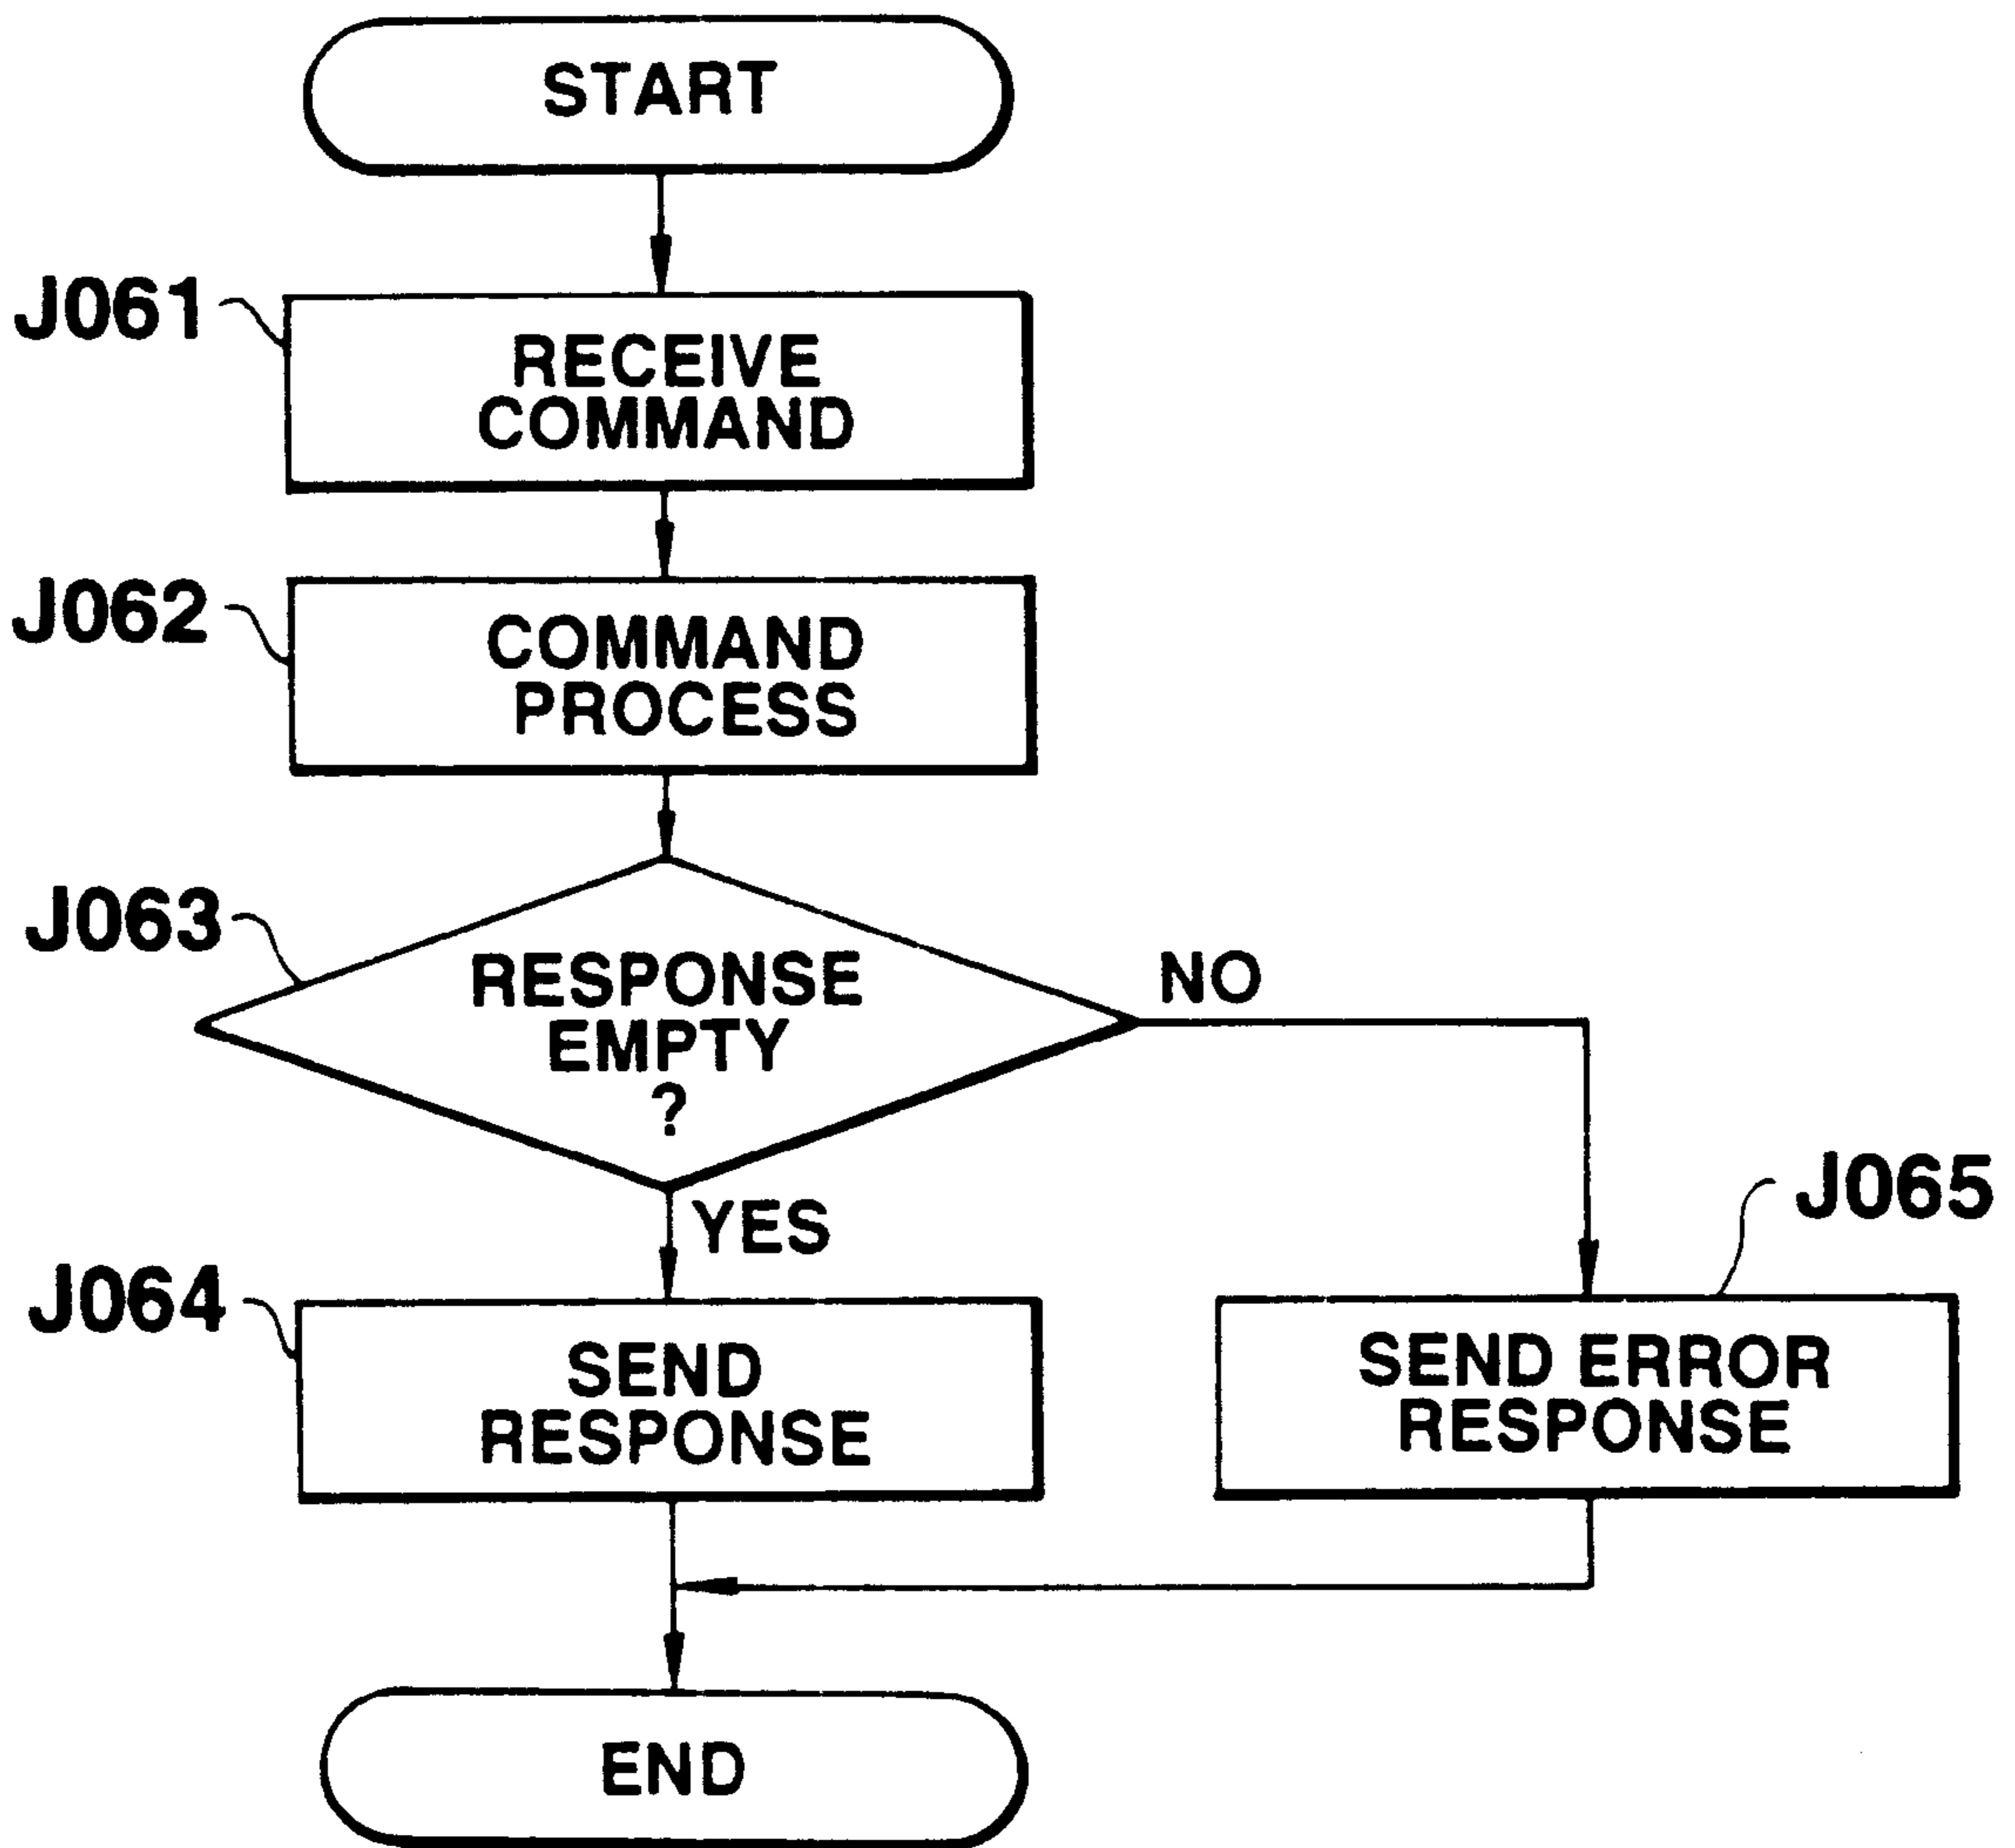 START
J061
RECEIVE
COMMAND
J062
COMMAND
PROCESS
J063
RESPONSE
EMPTY
?
NO
YES
J065
J064
SEND
RESPONSE
SEND ERROR
RESPONSE
END